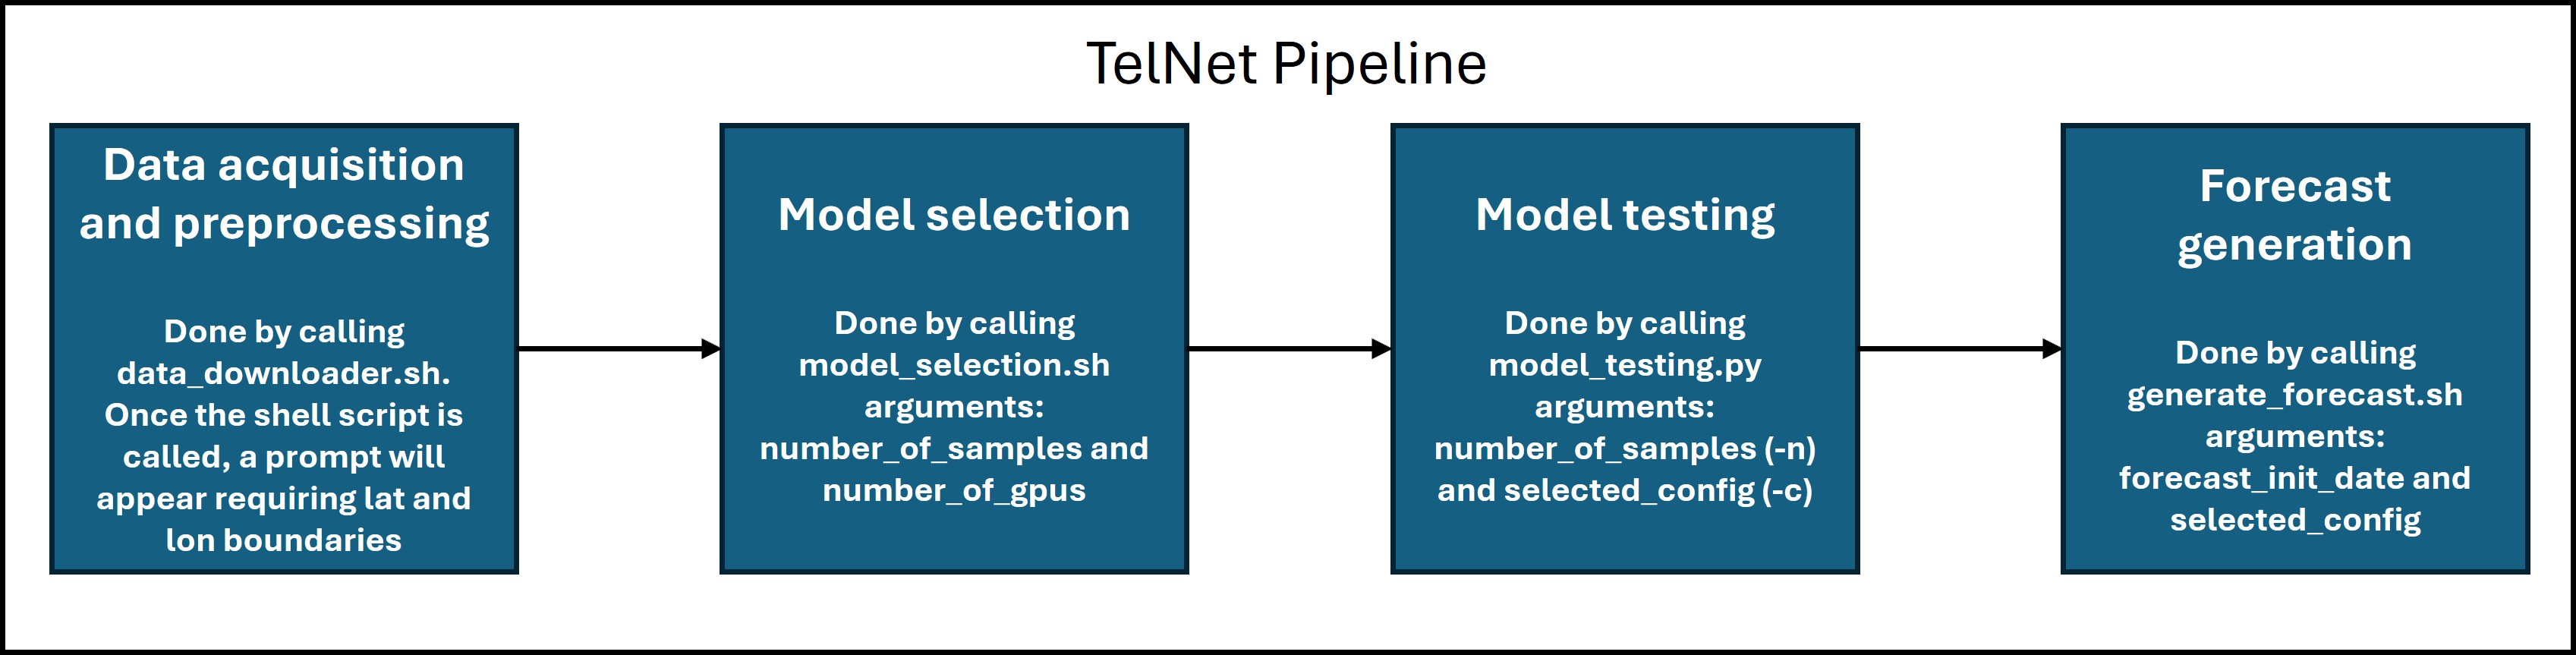 TelNet Pipeline
Data acquisition
and preprocessing
Done by calling
data_downloader.sh.
Once the shell script is
called, a prompt will
appear requiring lat and
lon boundaries
Model selection
Done by calling
model_selection.sh
arguments:
number_of_samples and
number_of_gpus
Model testing
Done by calling
model_testing.py
arguments:
number_of_samples (-n)
and selected_config (-c)
Forecast
generation
Done by calling
generate_forecast.sh
arguments:
forecast_init_date and
selected_config